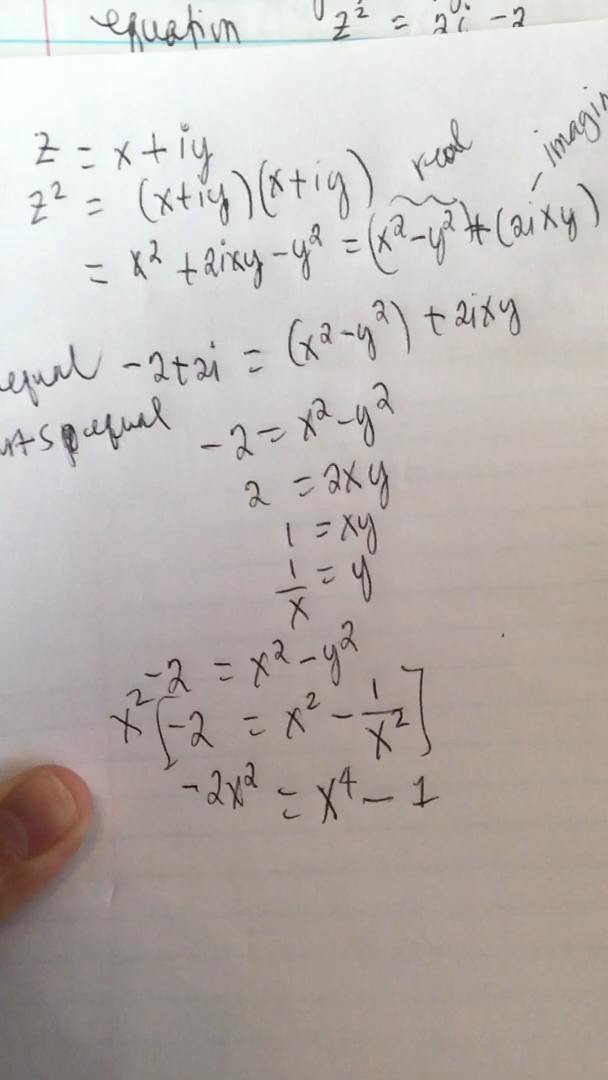 equation z² = 2i - 2
z = x + iy
z² = (x+iy)(x+iy) real imagin
= x² + 2ixy - y² = (x² - y²) + (2ixy)
equal -2+2i = (x² - y²) + 2ixy
equal -2 = x² - y²
2 = 2xy
1 = xy
1/x = y
-2 = x² - y²
x² [-2 = x² - 1/x²]
-2x² = x⁴ - 1